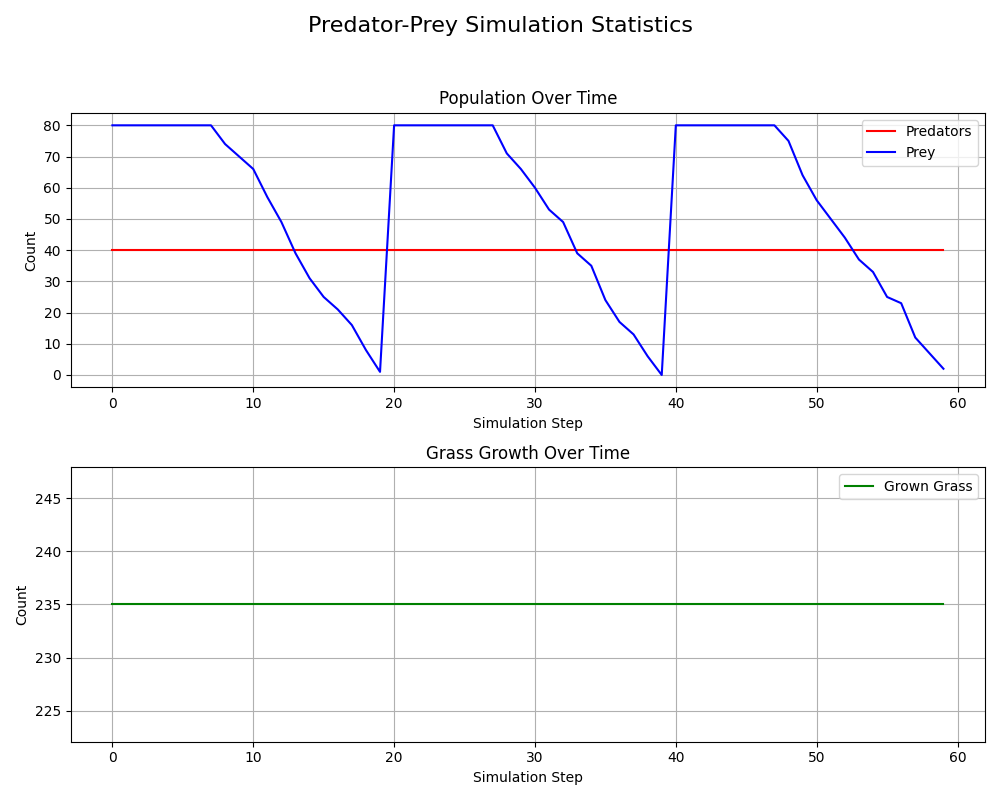 Predator-Prey Simulation Statistics
Population Over Time
80
70
60
50
40
30
20
10
0
Count
Predators
Prey
0 10 20 30 40 50 60
Simulation Step
Grass Growth Over Time
245
240
235
230
225
Count
Grown Grass
0 10 20 30 40 50 60
Simulation Step